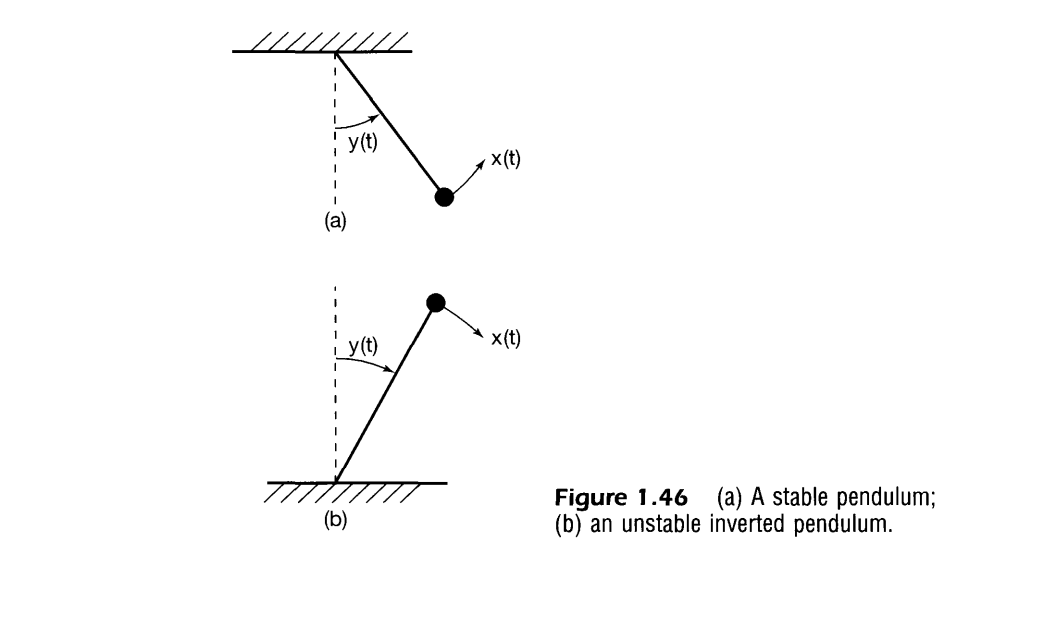 y(t)
x(t)
(a)
x(t)
y(t)
(b)
Figure 1.46 (a) A stable pendulum;
(b) an unstable inverted pendulum.